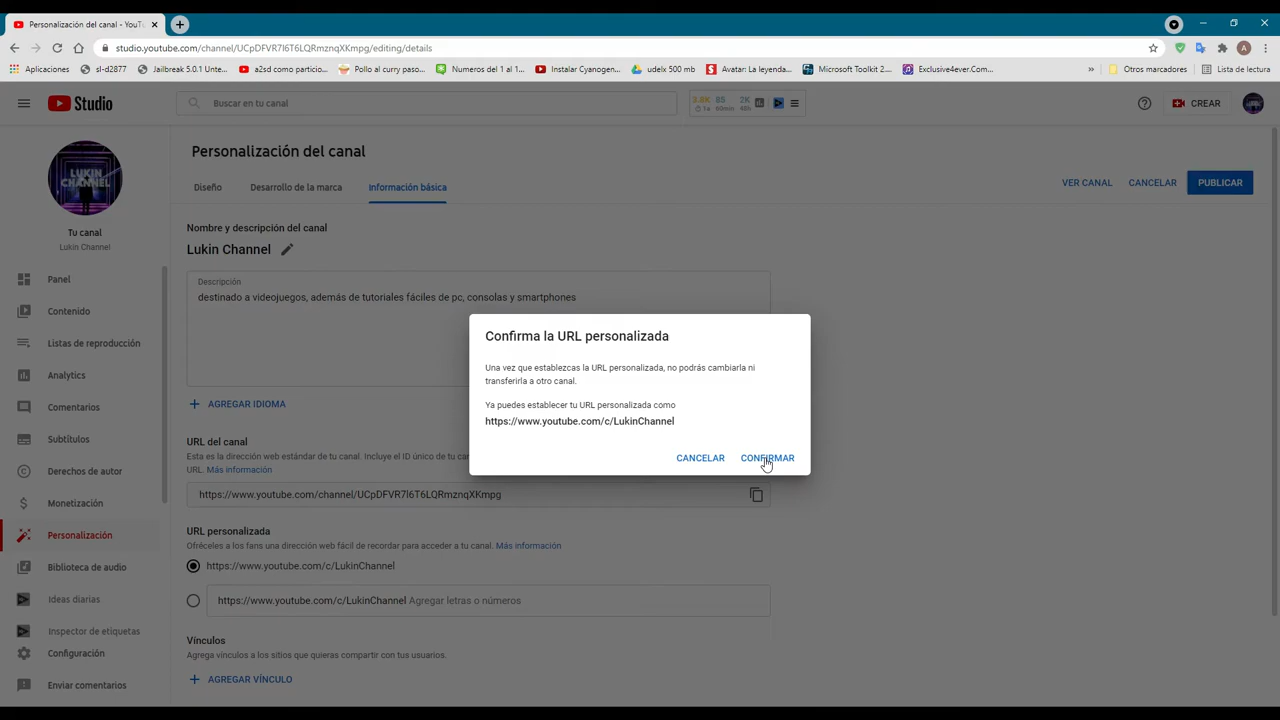 Personalización del canal - YouTu
studio.youtube.com/channel/UCpDFVR7I6T6LQRmznqXKmpg/editing/details
A
Aplicaciones
sl-d2877
Jailbreak 5.0.1 Unte...
a2sd como particio...
Pollo al curry paso...
Numeros del 1 al 1...
Instalar Cyanogen...
udelx 500 mb
Avatar: La leyenda...
Microsoft Toolkit 2....
Exclusive4ever.Com...
»
Otros marcadores
Lista de lectura
Studio
Buscar en tu canal
85
2K
60min
48h
CREAR
LUKIN
CHANNEL
Tu canal
Lukin Channel
Panel
Contenido
Listas de reproducción
Analytics
Comentarios
Subtítulos
Derechos de autor
Monetización
Personalización
Biblioteca de audio
Ideas diarias
Inspector de etiquetas
Configuración
Enviar comentarios
Personalización del canal
Diseño
Desarrollo de la marca
Información básica
VER CANAL
CANCELAR
PUBLICAR
Nombre y descripción del canal
Lukin Channel
Descripción
destinado a videojuegos, además de tutoriales fáciles de pc, consolas y smartphones
AGREGAR IDIOMA
URL del canal
Esta es la dirección web estándar de tu canal. Incluye el ID único de tu can
URL. Más información
https://www.youtube.com/channel/UCpDFVR7I6T6LQRmznqXKmpg
URL personalizada
Ofréceles a los fans una dirección web fácil de recordar para acceder a tu canal. Más información
https://www.youtube.com/c/LukinChannel
https://www.youtube.com/c/LukinChannel Agregar letras o números
Vínculos
Agrega vínculos a los sitios que quieras compartir con tus usuarios.
AGREGAR VÍNCULO
Confirma la URL personalizada
Una vez que establezcas la URL personalizada, no podrás cambiarla ni
transferirla a otro canal.
Ya puedes establecer tu URL personalizada como
https://www.youtube.com/c/LukinChannel
CANCELAR
CONFIRMAR